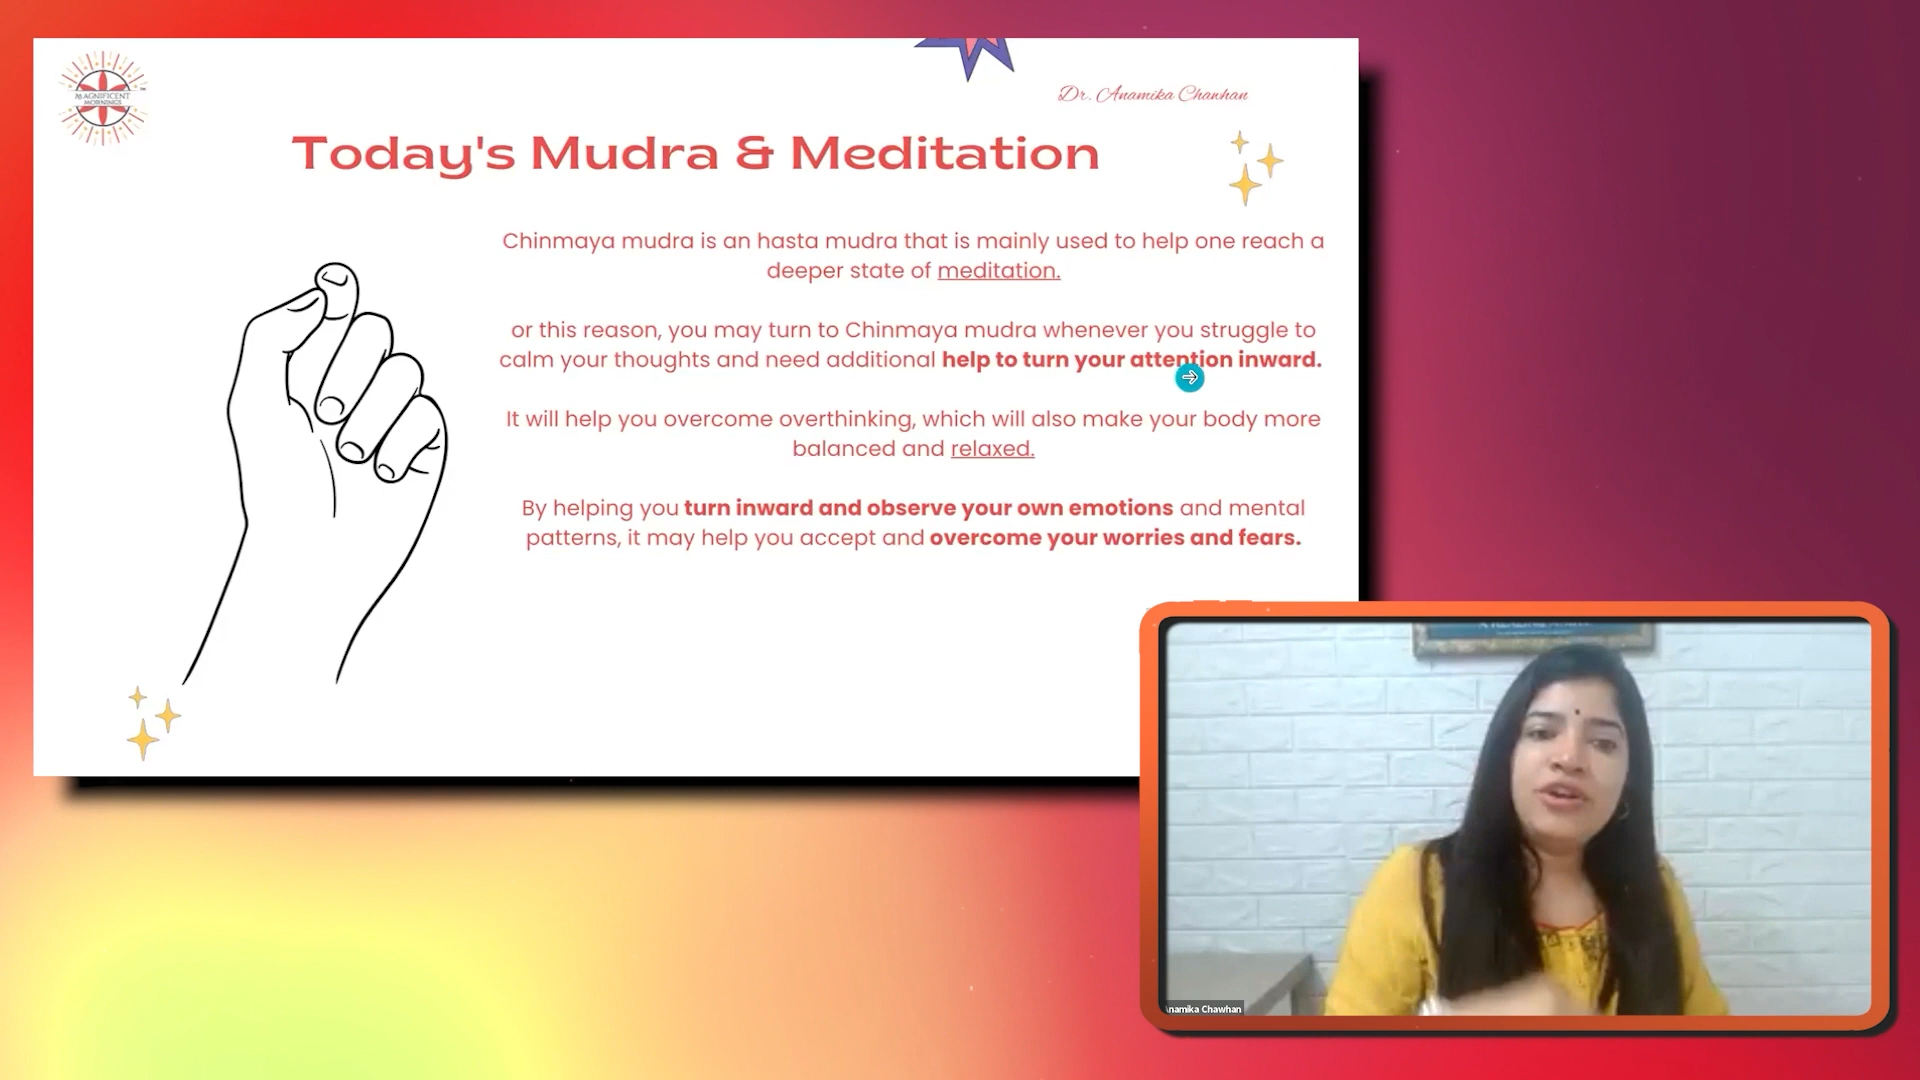 MAGNIFICENT
MORNINGS
Dr. Anamika Chawhan
Today's Mudra & Meditation
Chinmaya mudra is an hasta mudra that is mainly used to help one reach a
deeper state of meditation.
or this reason, you may turn to Chinmaya mudra whenever you struggle to
calm your thoughts and need additional help to turn your attention inward.
It will help you overcome overthinking, which will also make your body more
balanced and relaxed.
By helping you turn inward and observe your own emotions and mental
patterns, it may help you accept and overcome your worries and fears.
Anamika Chawhan